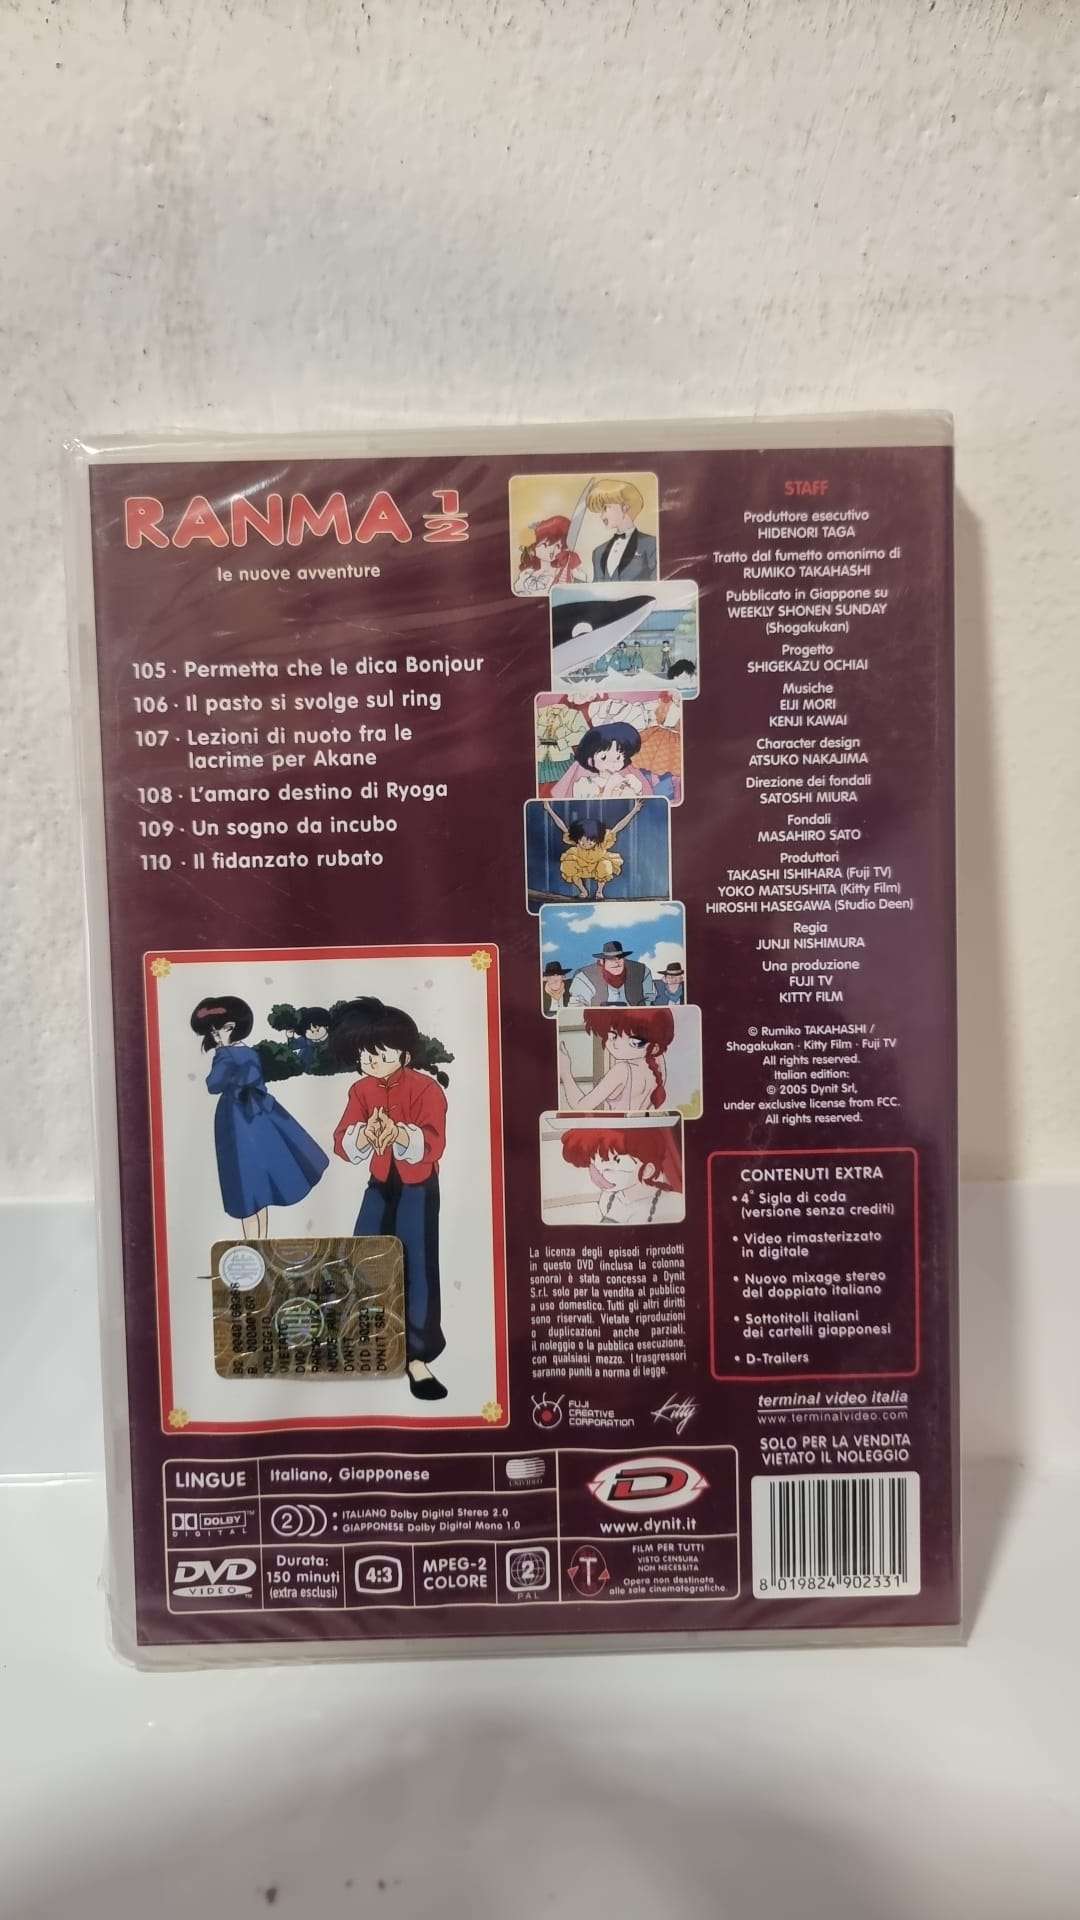 RANMA ½
le nuove avventure
105 · Permetta che le dica Bonjour
106 · Il pasto si svolge sul ring
107 · Lezioni di nuoto fra le
lacrime per Akane
108 · L'amaro destino di Ryoga
109 · Un sogno da incubo
110 · Il fidanzato rubato
STAFF
Produttore esecutivo
HIDENORI TAGA
Tratto dal fumetto omonimo di
RUMIKO TAKAHASHI
Pubblicato in Giappone su
WEEKLY SHONEN SUNDAY
(Shogakukan)
Progetto
SHIGEKAZU OCHIAI
Musiche
EIJI MORI
KENJI KAWAI
Character design
ATSUKO NAKAJIMA
Direzione dei fondali
SATOSHI MIURA
Fondali
MASAHIRO SATO
Produttori
TAKASHI ISHIHARA (Fuji TV)
YOKO MATSUSHITA (Kitty Film)
HIROSHI HASEGAWA (Studio Deen)
Regia
JUNJI NISHIMURA
Una produzione
FUJI TV
KITTY FILM
© Rumiko TAKAHASHI /
Shogakukan · Kitty Film · Fuji TV
All rights reserved.
Italian edition:
© 2005 Dynit Srl,
under exclusive license from FCC.
All rights reserved.
CONTENUTI EXTRA
• 4° Sigla di coda
(versione senza crediti)
• Video rimasterizzato
in digitale
• Nuovo mixage stereo
del doppiato italiano
• Sottotitoli italiani
dei cartelli giapponesi
• D-Trailers
La licenza degli episodi riprodotti
in questo DVD (inclusa la colonna
sonora) è stata concessa a Dynit
S.r.l. solo per la vendita al pubblico
a uso domestico. Tutti gli altri diritti
sono riservati. Vietate riproduzioni
o duplicazioni anche parziali,
il noleggio o la pubblica esecuzione,
con qualsiasi mezzo. I trasgressori
saranno puniti a norma di legge.
FUJI
CREATIVE
CORPORATION
Kitty
terminal video italia
www.terminalvideo.com
SOLO PER LA VENDITA
VIETATO IL NOLEGGIO
NOLEGGIO
VIETATO
DVD
DYNIT
DID 90233
DYNIT SRL
LINGUE
Italiano, Giapponese
UNIVIDEO
DOLBY
DIGITAL
2
• ITALIANO Dolby Digital Stereo 2.0
• GIAPPONESE Dolby Digital Mono 1.0
DVD
VIDEO
Durata:
150 minuti
(extra esclusi)
4:3
MPEG-2
COLORE
2
PAL
D
www.dynit.it
T
FILM PER TUTTI
VISTO CENSURA
NON NECESSITA
Opera non destinata
alle sale cinematografiche
8 019824 902331